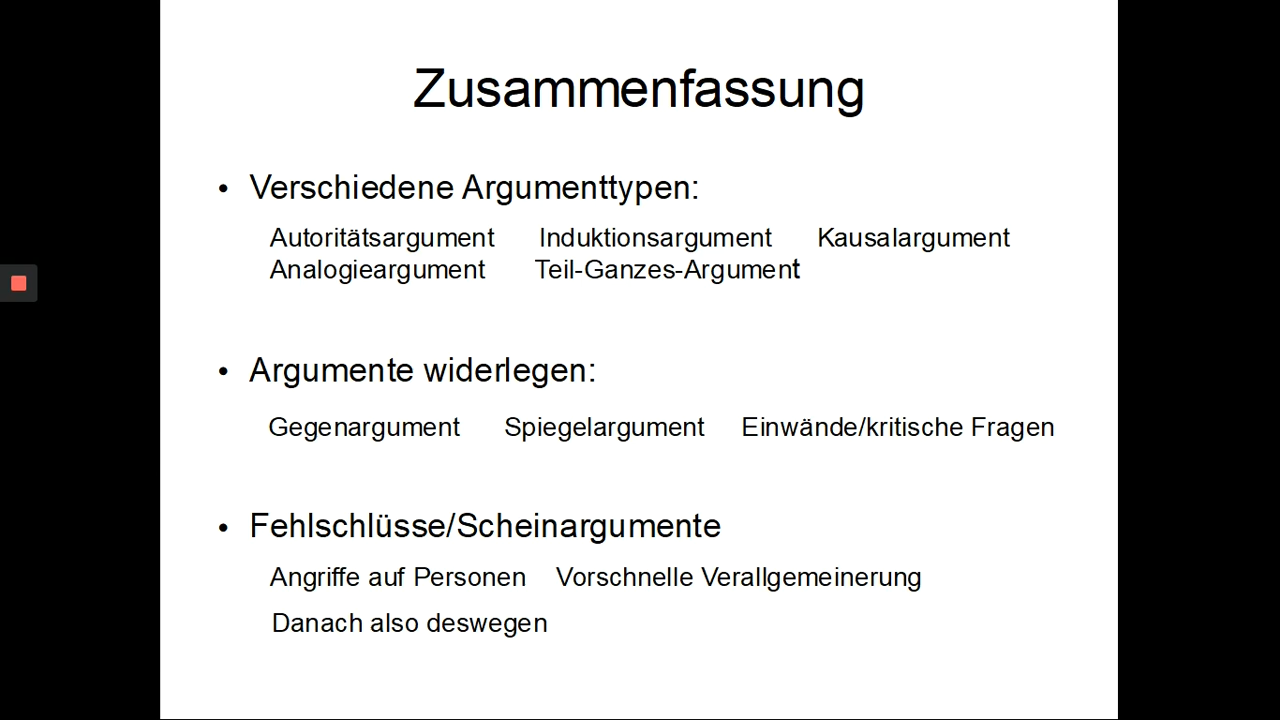 Zusammenfassung
• Verschiedene Argumenttypen:
Autoritätsargument Induktionsargument Kausalargument
Analogieargument Teil-Ganzes-Argument
• Argumente widerlegen:
Gegenargument Spiegelargument Einwände/kritische Fragen
• Fehlschlüsse/Scheinargumente
Angriffe auf Personen Vorschnelle Verallgemeinerung
Danach also deswegen